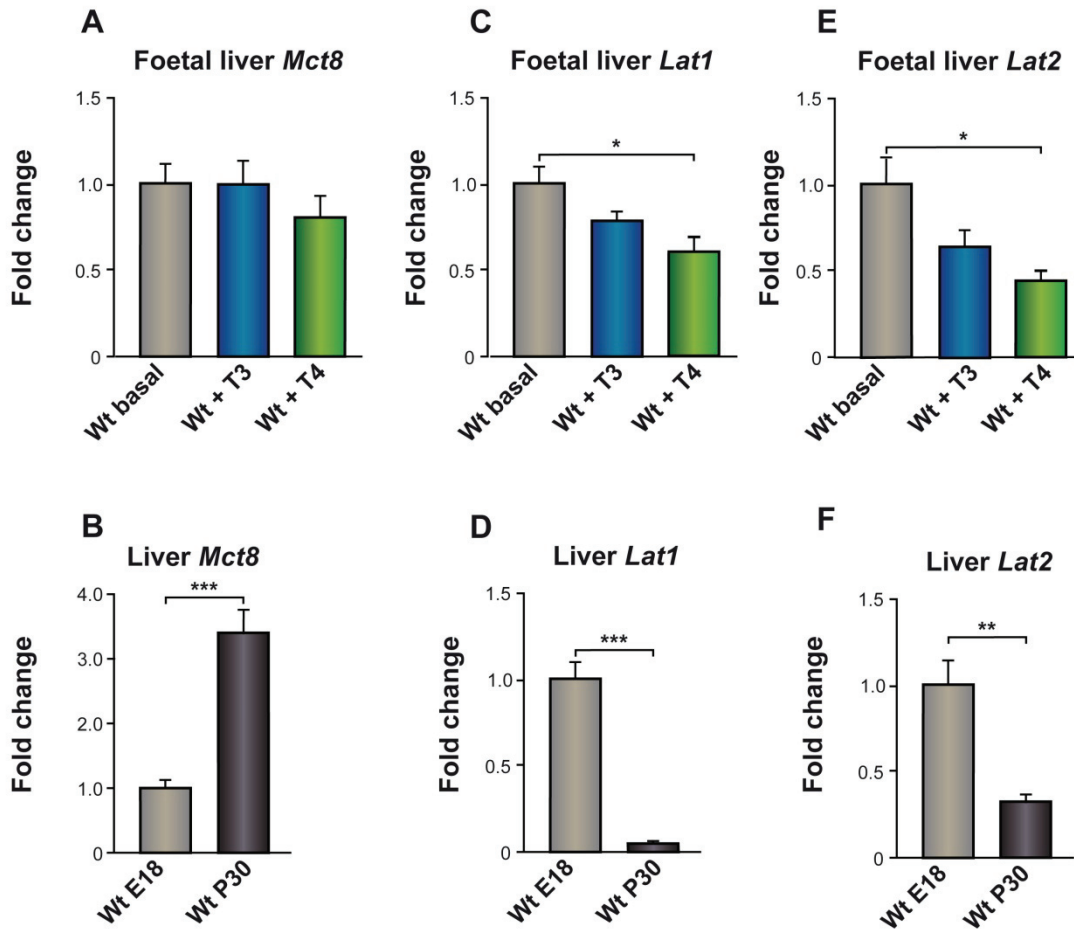 A
Foetal liver Mct8
Fold change
1.5
1.0
0.5
0
Wt basal
Wt + T3
Wt + T4
C
Foetal liver Lat1
Fold change
1.5
1.0
0.5
0
*
Wt basal
Wt + T3
Wt + T4
E
Foetal liver Lat2
Fold change
1.5
1.0
0.5
0
*
Wt basal
Wt + T3
Wt + T4
B
Liver Mct8
Fold change
4.0
3.0
2.0
1.0
0
***
Wt E18
Wt P30
D
Liver Lat1
Fold change
1.5
1.0
0.5
0
***
Wt E18
Wt P30
F
Liver Lat2
Fold change
1.5
1.0
0.5
0
**
Wt E18
Wt P30